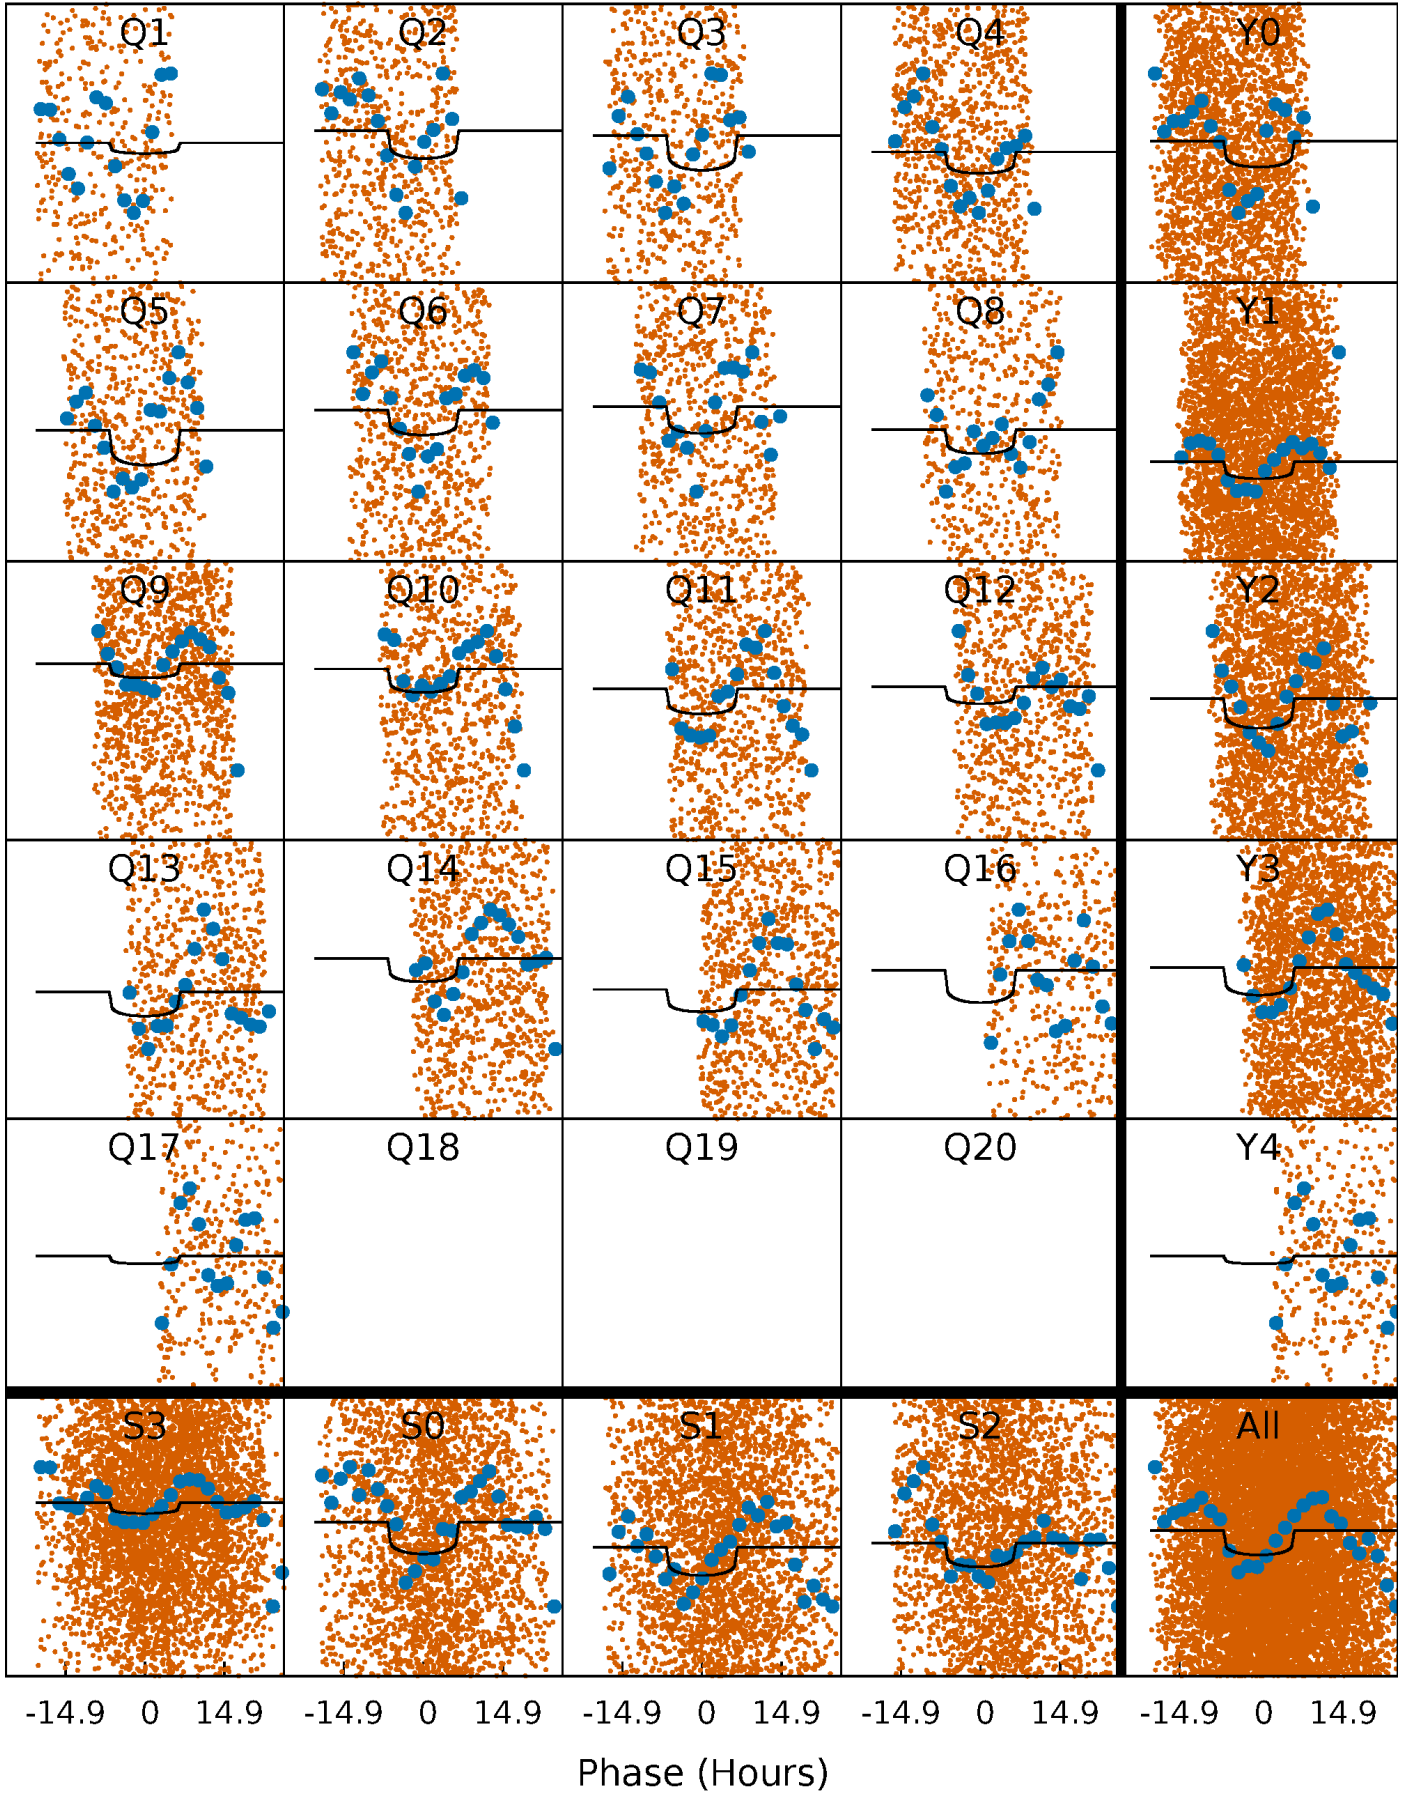 Q1 Q2 Q3 Q4 Y0
Q5 Q6 Q7 Q8 Y1
Q9 Q10 Q11 Q12 Y2
Q13 Q14 Q15 Q16 Y3
Q17 Q18 Q19 Q20 Y4
S3 S0 S1 S2 All
-14.9 0 14.9 -14.9 0 14.9 -14.9 0 14.9 -14.9 0 14.9 -14.9 0 14.9
Phase (Hours)